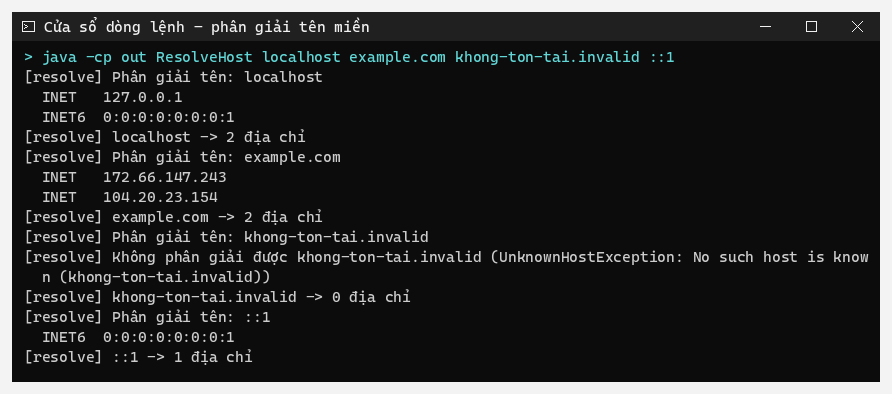 Cửa sổ dòng lệnh — phân giải tên miền
> java -cp out ResolveHost localhost example.com khong-ton-tai.invalid ::1
[resolve] Phân giải tên: localhost
INET   127.0.0.1
INET6  0:0:0:0:0:0:0:1
[resolve] localhost -> 2 địa chỉ
[resolve] Phân giải tên: example.com
INET   172.66.147.243
INET   104.20.23.154
[resolve] example.com -> 2 địa chỉ
[resolve] Phân giải tên: khong-ton-tai.invalid
[resolve] Không phân giải được khong-ton-tai.invalid (UnknownHostException: No such host is know
n (khong-ton-tai.invalid))
[resolve] khong-ton-tai.invalid -> 0 địa chỉ
[resolve] Phân giải tên: ::1
INET6  0:0:0:0:0:0:0:1
[resolve] ::1 -> 1 địa chỉ